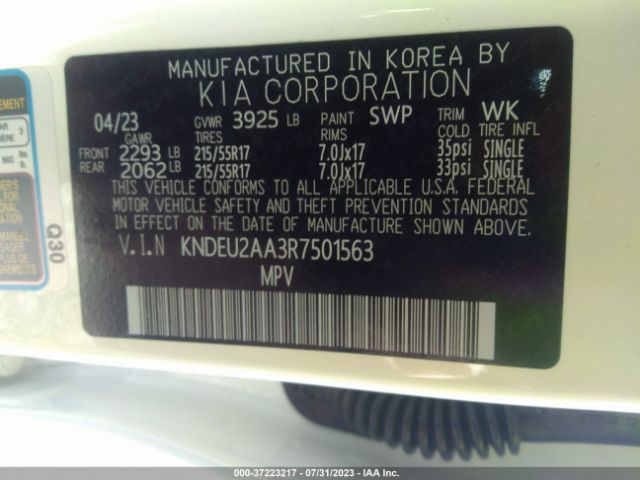 MANUFACTURED IN KOREA BY
KIA CORPORATION
04/23 GVWR 3925 LB PAINT SWP TRIM WK
GAWR TIRES RIMS COLD TIRE INFL
FRONT 2293 LB 215/55R17 7.0Jx17 35psi SINGLE
REAR 2062 LB 215/55R17 7.0Jx17 33psi SINGLE
THIS VEHICLE CONFORMS TO ALL APPLICABLE U.S.A. FEDERAL
MOTOR VEHICLE SAFETY AND THEFT PREVENTION STANDARDS
IN EFFECT ON THE DATE OF MANUFACTURE SHOWN ABOVE.
V.I.N KNDEU2AA3R7501563
MPV
Q30
000-37223217 - 07/31/2023 - IAAI.com